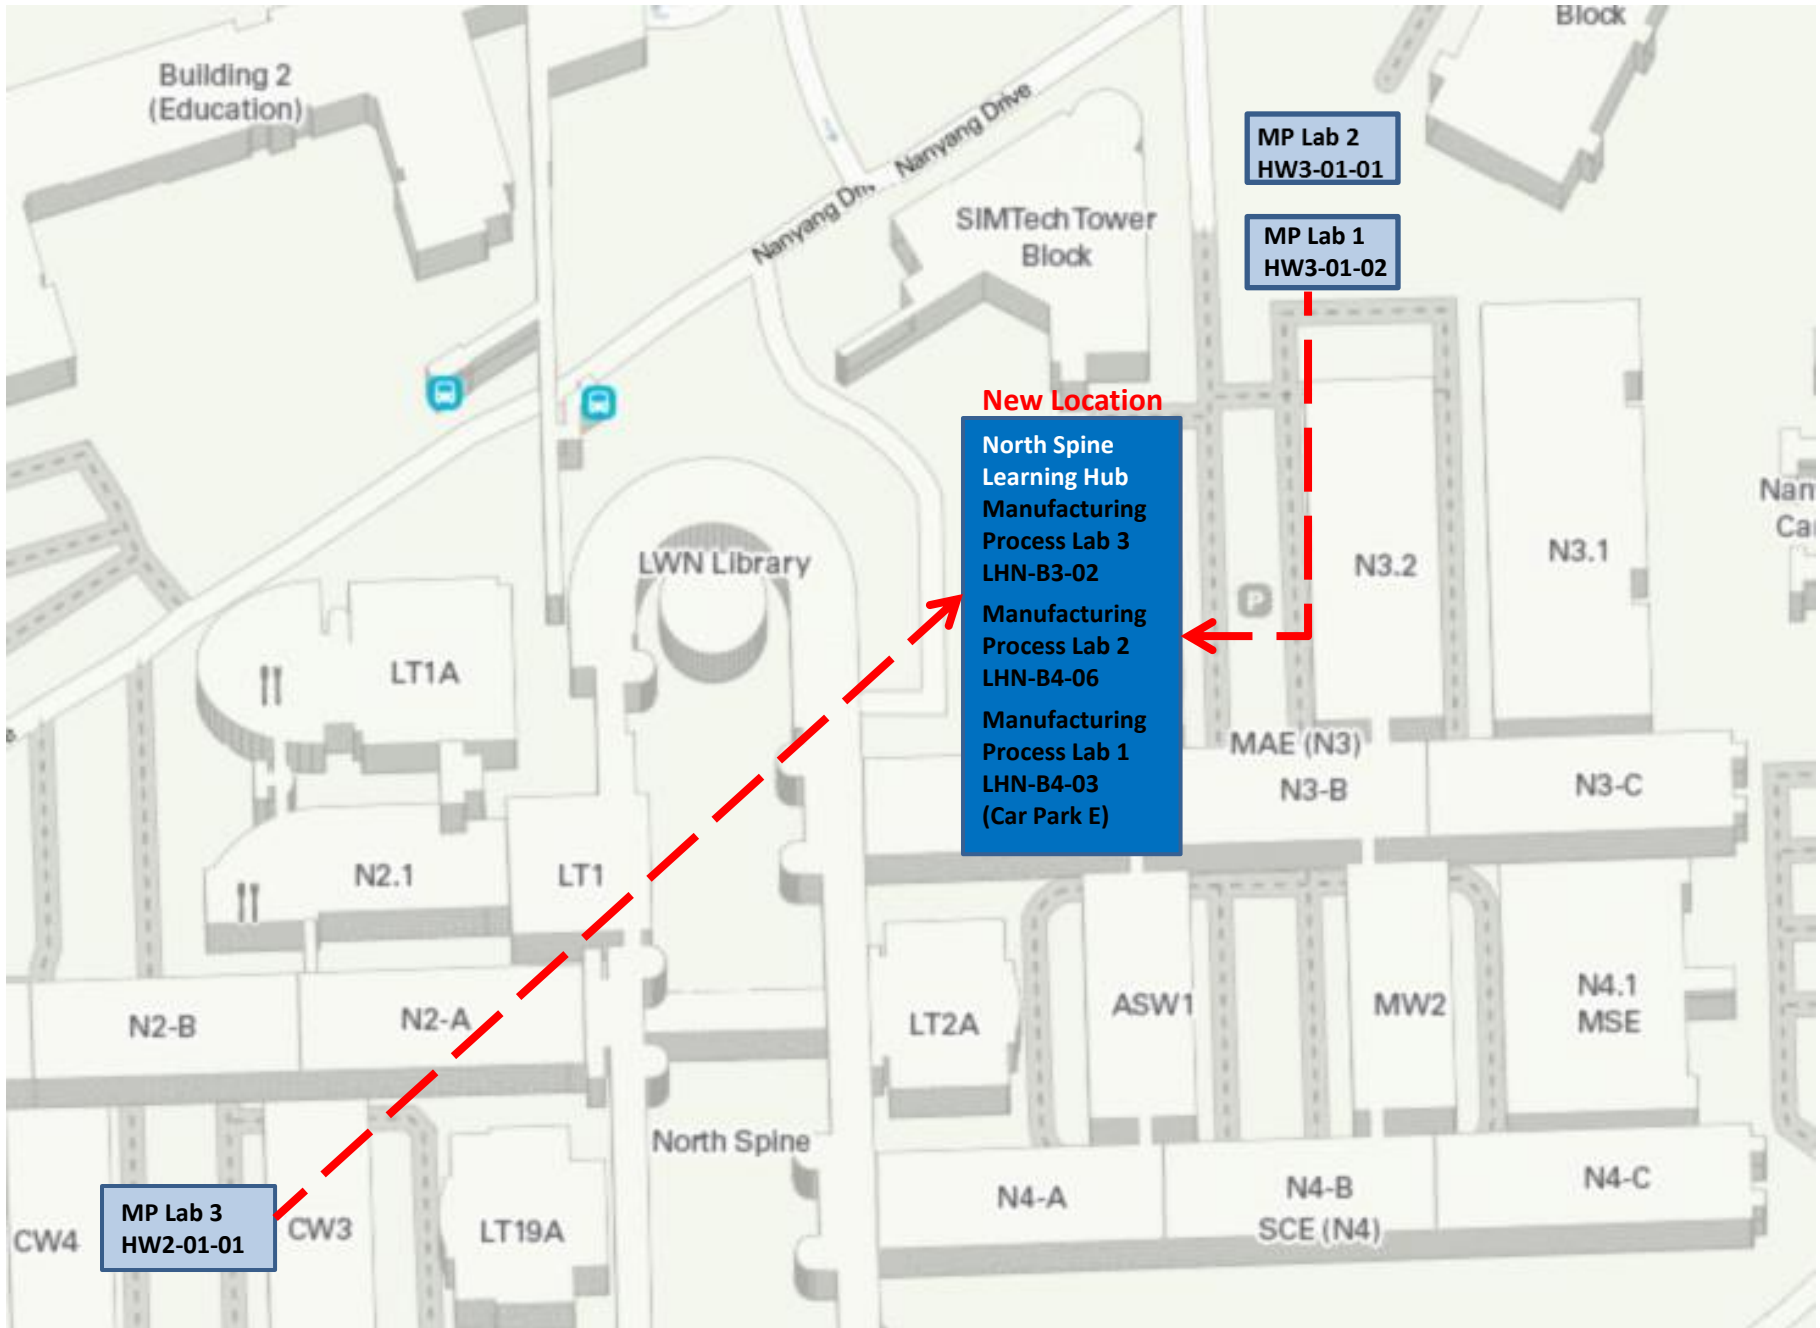 Block
Building 2
(Education)
Nanyang Drive
MP Lab 2
HW3-01-01
SIMTech Tower
Block
MP Lab 1
HW3-01-02
New Location
North Spine
Learning Hub
Manufacturing
Process Lab 3
LHN-B3-02
Manufacturing
Process Lab 2
LHN-B4-06
Manufacturing
Process Lab 1
LHN-B4-03
(Car Park E)
LWN Library
P
N3.2
N3.1
LT1A
MAE (N3)
N3-B
N3-C
N2.1
LT1
N2-B
N2-A
LT2A
ASW1
MW2
N4.1
MSE
North Spine
N4-A
N4-B
N4-C
SCE (N4)
MP Lab 3
HW2-01-01
CW4
CW3
LT19A